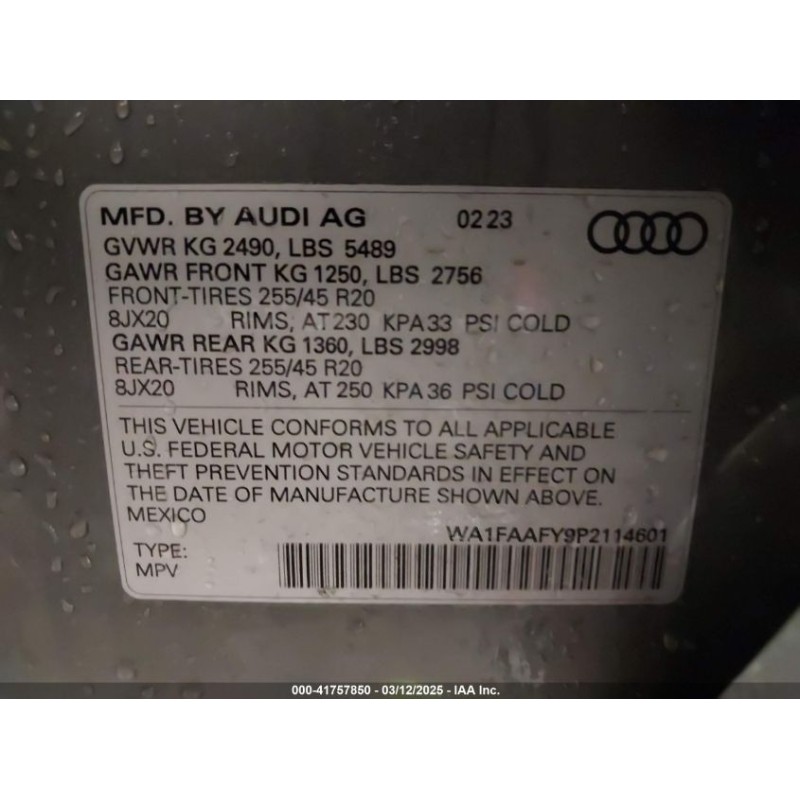 MFD. BY AUDI AG 02 23
GVWR KG 2490, LBS 5489
GAWR FRONT KG 1250, LBS 2756
FRONT-TIRES 255/45 R20
8JX20 RIMS, AT 230 KPA 33 PSI COLD
GAWR REAR KG 1360, LBS 2998
REAR-TIRES 255/45 R20
8JX20 RIMS, AT 250 KPA 36 PSI COLD
THIS VEHICLE CONFORMS TO ALL APPLICABLE
U.S. FEDERAL MOTOR VEHICLE SAFETY AND
THEFT PREVENTION STANDARDS IN EFFECT ON
THE DATE OF MANUFACTURE SHOWN ABOVE.
MEXICO
WA1FAAFY9P2114601
TYPE:
MPV
000-41757850 - 03/12/2025 - IAA Inc.